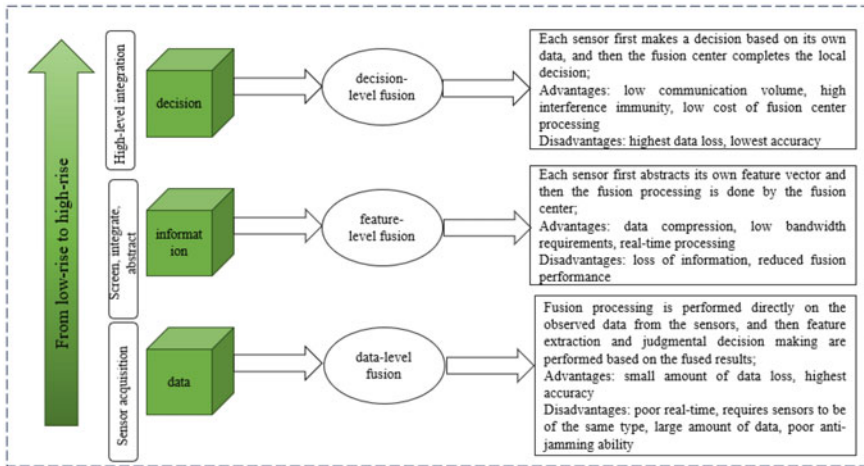 From low-rise to high-rise
High-level integration
decision
decision-
level fusion
Each sensor first makes a decision based on its own
data, and then the fusion center completes the local
decision;
Advantages: low communication volume, high
interference immunity, low cost of fusion center
processing
Disadvantages: highest data loss, lowest accuracy
Screen, integrate,
abstract
informat
ion
feature-
level fusion
Each sensor first abstracts its own feature vector and
then the fusion processing is done by the fusion
center;
Advantages: data compression, low bandwidth
requirements, real-time processing
Disadvantages: loss of information, reduced fusion
performance
Sensor acquisition
data
data-level
fusion
Fusion processing is performed directly on the
observed data from the sensors, and then feature
extraction and judgmental decision making are
performed based on the fused results;
Advantages: small amount of data loss, highest
accuracy
Disadvantages: poor real-time, requires sensors to be
of the same type, large amount of data, poor anti-
jamming ability